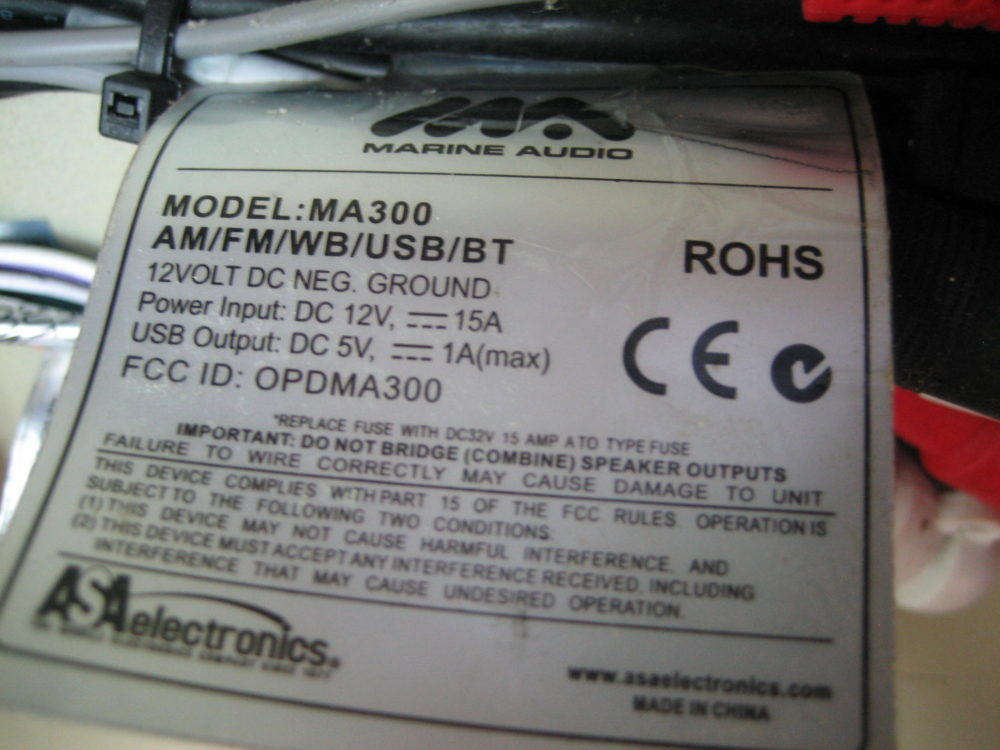 MA
MARINE AUDIO
MODEL:MA300
AM/FM/WB/USB/BT
ROHS
12VOLT DC NEG. GROUND
Power Input: DC 12V, ⎓ 15A
USB Output: DC 5V, ⎓ 1A(max)
CE
FCC ID: OPDMA300
*REPLACE FUSE WITH DC32V 15 AMP ATO TYPE FUSE
IMPORTANT: DO NOT BRIDGE (COMBINE) SPEAKER OUTPUTS
FAILURE TO WIRE CORRECTLY MAY CAUSE DAMAGE TO UNIT
THIS DEVICE COMPLIES WITH PART 15 OF THE FCC RULES. OPERATION IS
SUBJECT TO THE FOLLOWING TWO CONDITIONS:
(1) THIS DEVICE MAY NOT CAUSE HARMFUL INTERFERENCE, AND
(2) THIS DEVICE MUST ACCEPT ANY INTERFERENCE RECEIVED, INCLUDING
INTERFERENCE THAT MAY CAUSE UNDESIRED OPERATION.
ASA electronics.
www.asaelectronics.com
MADE IN CHINA